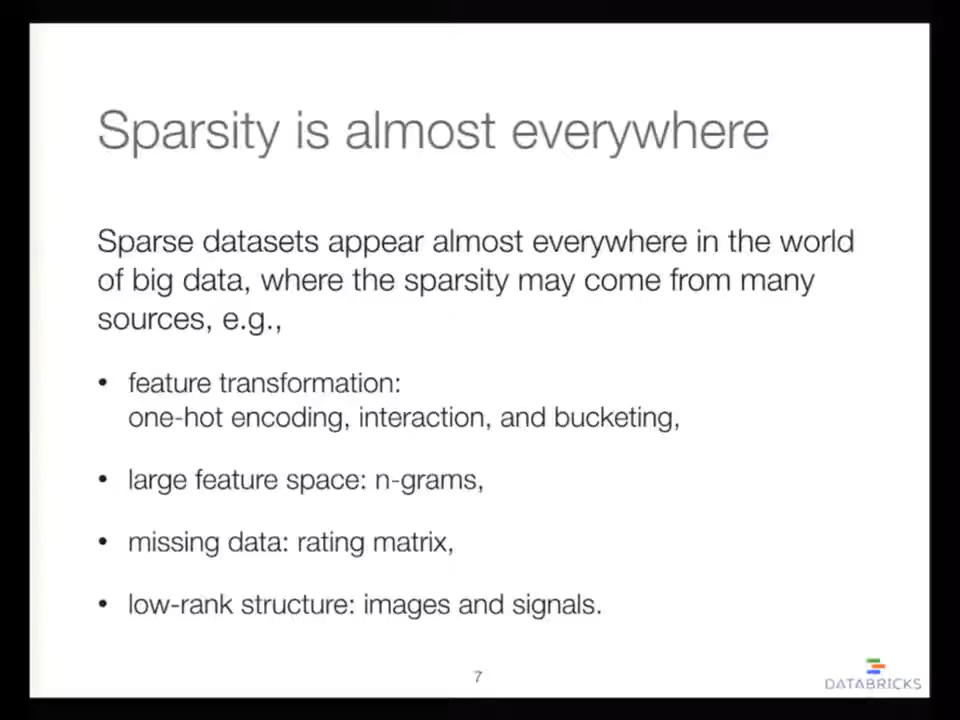 Sparsity is almost everywhere
Sparse datasets appear almost everywhere in the world
of big data, where the sparsity may come from many
sources, e.g.,
• feature transformation:
one-hot encoding, interaction, and bucketing,
• large feature space: n-grams,
• missing data: rating matrix,
• low-rank structure: images and signals.
7
DATABRICKS